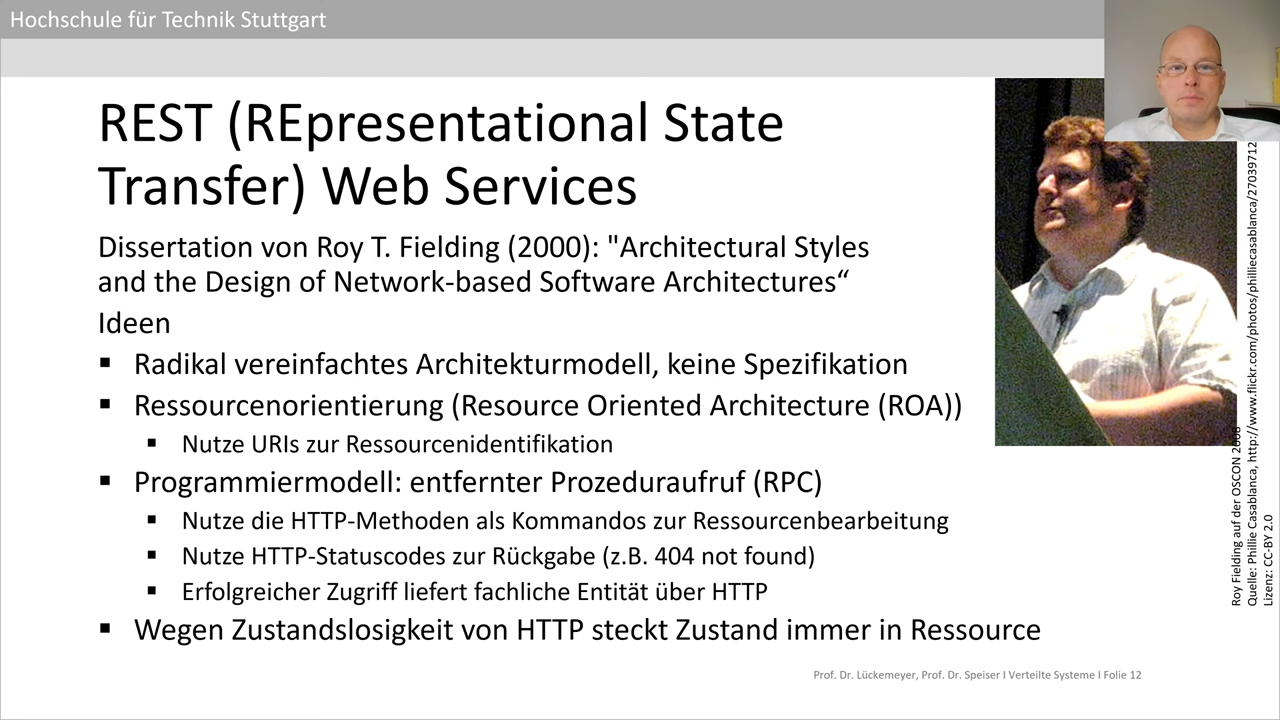 Hochschule für Technik Stuttgart
REST (REpresentational State
Transfer) Web Services
Dissertation von Roy T. Fielding (2000): "Architectural Styles
and the Design of Network-based Software Architectures“
Ideen
▪ Radikal vereinfachtes Architekturmodell, keine Spezifikation
▪ Ressourcenorientierung (Resource Oriented Architecture (ROA))
▪ Nutze URIs zur Ressourcenidentifikation
▪ Programmiermodell: entfernter Prozeduraufruf (RPC)
▪ Nutze die HTTP-Methoden als Kommandos zur Ressourcenbearbeitung
▪ Nutze HTTP-Statuscodes zur Rückgabe (z.B. 404 not found)
▪ Erfolgreicher Zugriff liefert fachliche Entität über HTTP
▪ Wegen Zustandslosigkeit von HTTP steckt Zustand immer in Ressource
Roy Fielding auf der OSCON 2008
Quelle: Phillie Casablanca, http://www.flickr.com/photos/philliecasablanca/27039712
Lizenz: CC-BY 2.0
Prof. Dr. Lückemeyer, Prof. Dr. Speiser I Verteilte Systeme I Folie 12